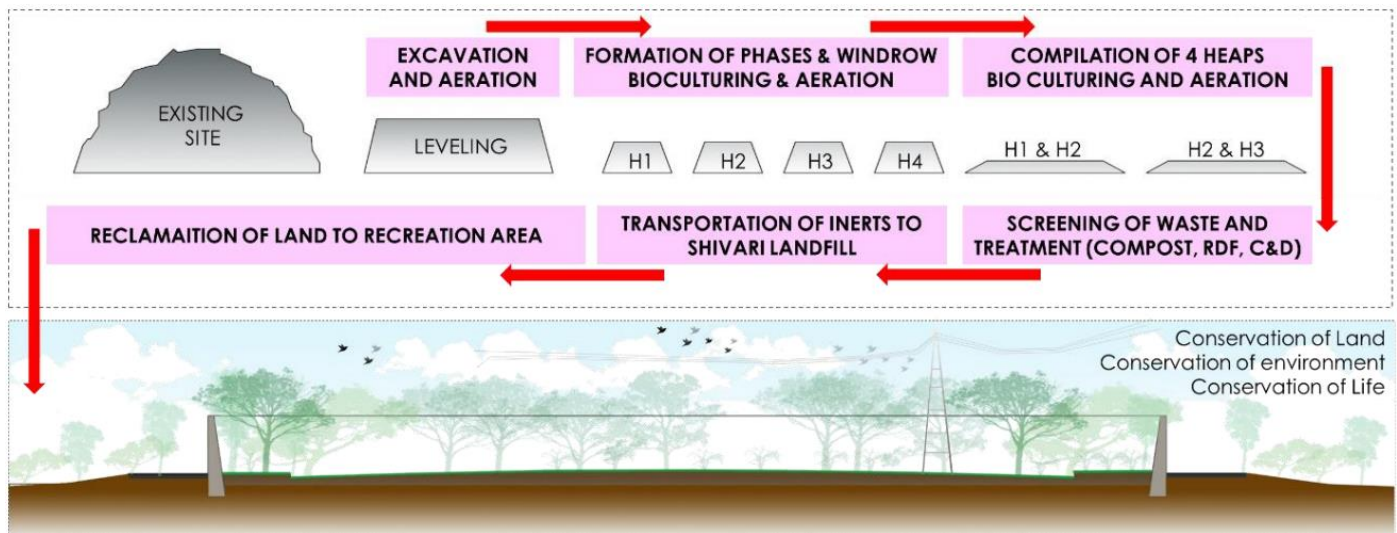 EXCAVATION
AND AERATION
FORMATION OF PHASES & WINDROW
BIOCULTURING & AERATION
COMPILATION OF 4 HEAPS
BIO CULTURING AND AERATION
EXISTING
SITE
LEVELING
H1
H2
H3
H4
H1 & H2
H2 & H3
RECLAMAITION OF LAND TO RECREATION AREA
TRANSPORTATION OF INERTS TO
SHIVARI LANDFILL
SCREENING OF WASTE AND
TREATMENT (COMPOST, RDF, C&D)
Conservation of Land
Conservation of environment
Conservation of Life